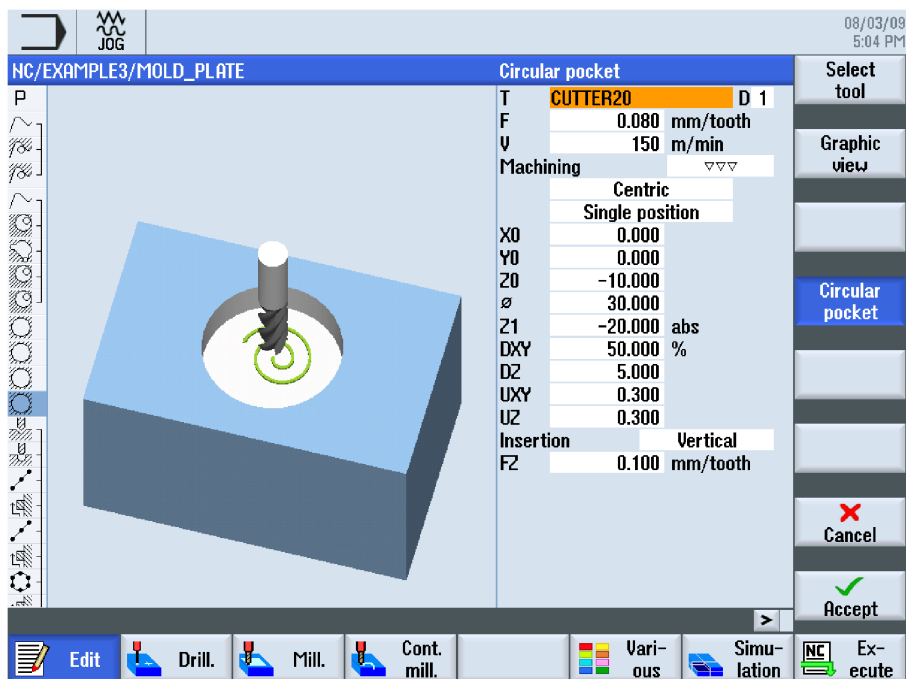 08/03/09
5:04 PM
JOG
NC/EXAMPLE3/MOLD_PLATE
Circular pocket
Select
tool
P
T CUTTER20 D 1
F 0.080 mm/tooth
V 150 m/min
Graphic
view
Machining ▽▽▽
Centric
Single position
X0 0.000
Y0 0.000
Z0 -10.000
ø 30.000
Circular
pocket
Z1 -20.000 abs
DXY 50.000 %
DZ 5.000
UXY 0.300
UZ 0.300
Insertion Vertical
FZ 0.100 mm/tooth
Cancel
Accept
>
Edit
Drill.
Mill.
Cont.
mill.
Vari-
ous
Simu-
lation
NC
Ex-
ecute